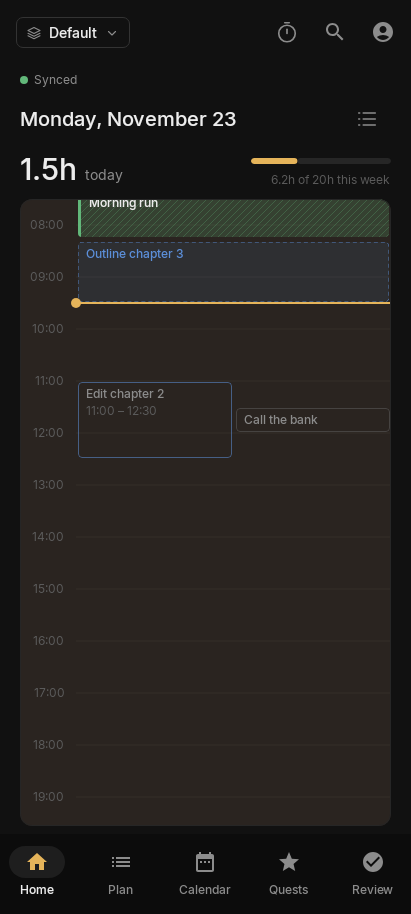 Default
Synced
Monday, November 23
1.5h today
6.2h of 20h this week
Morning run
08:00
Outline chapter 3
09:00
10:00
11:00
Edit chapter 2
11:00 – 12:30
Call the bank
12:00
13:00
14:00
15:00
16:00
17:00
18:00
19:00
Home
Plan
Calendar
Quests
Review